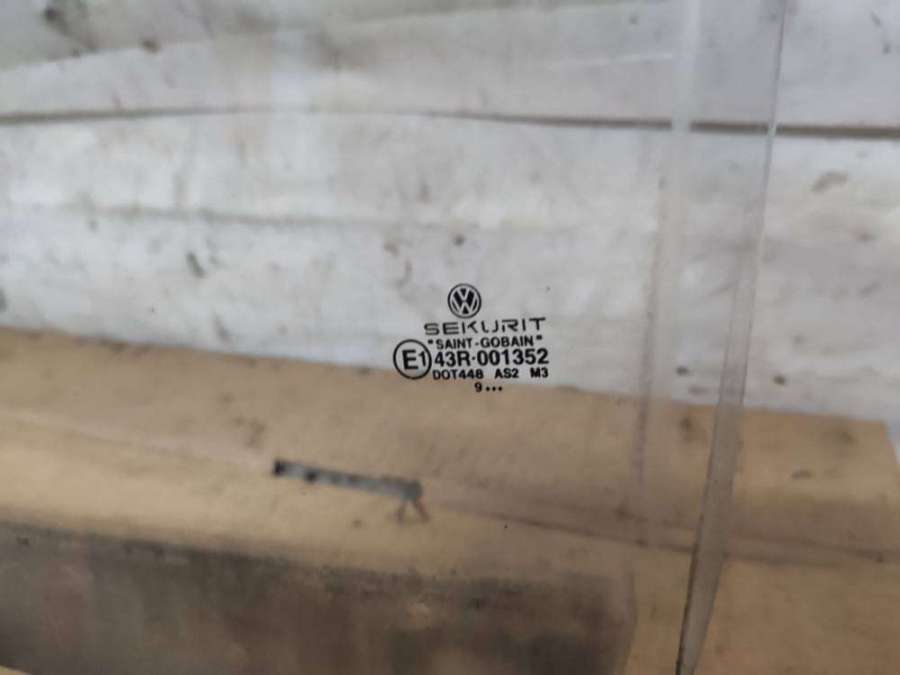 SEKURIT
"SAINT-GOBAIN"
E1 43R-001352
DOT448 AS2 M3
9...